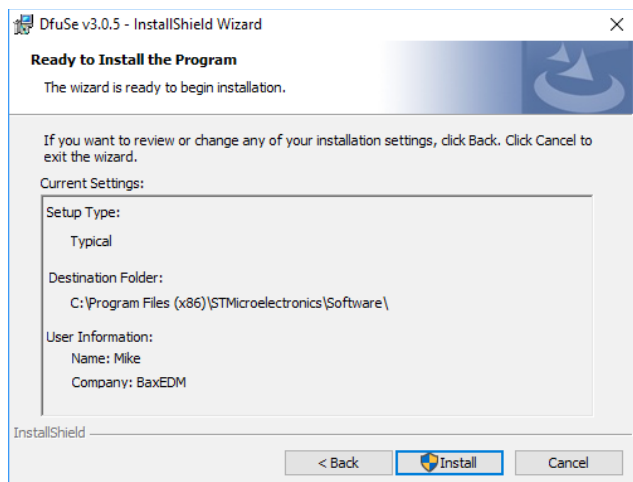 DfuSe v3.0.5 - InstallShield Wizard
Ready to Install the Program
The wizard is ready to begin installation.
If you want to review or change any of your installation settings, click Back. Click Cancel to
exit the wizard.
Current Settings:
Setup Type:
Typical
Destination Folder:
C:\Program Files (x86)\STMicroelectronics\Software\
User Information:
Name: Mike
Company: BaxEDM
InstallShield
< Back
Install
Cancel